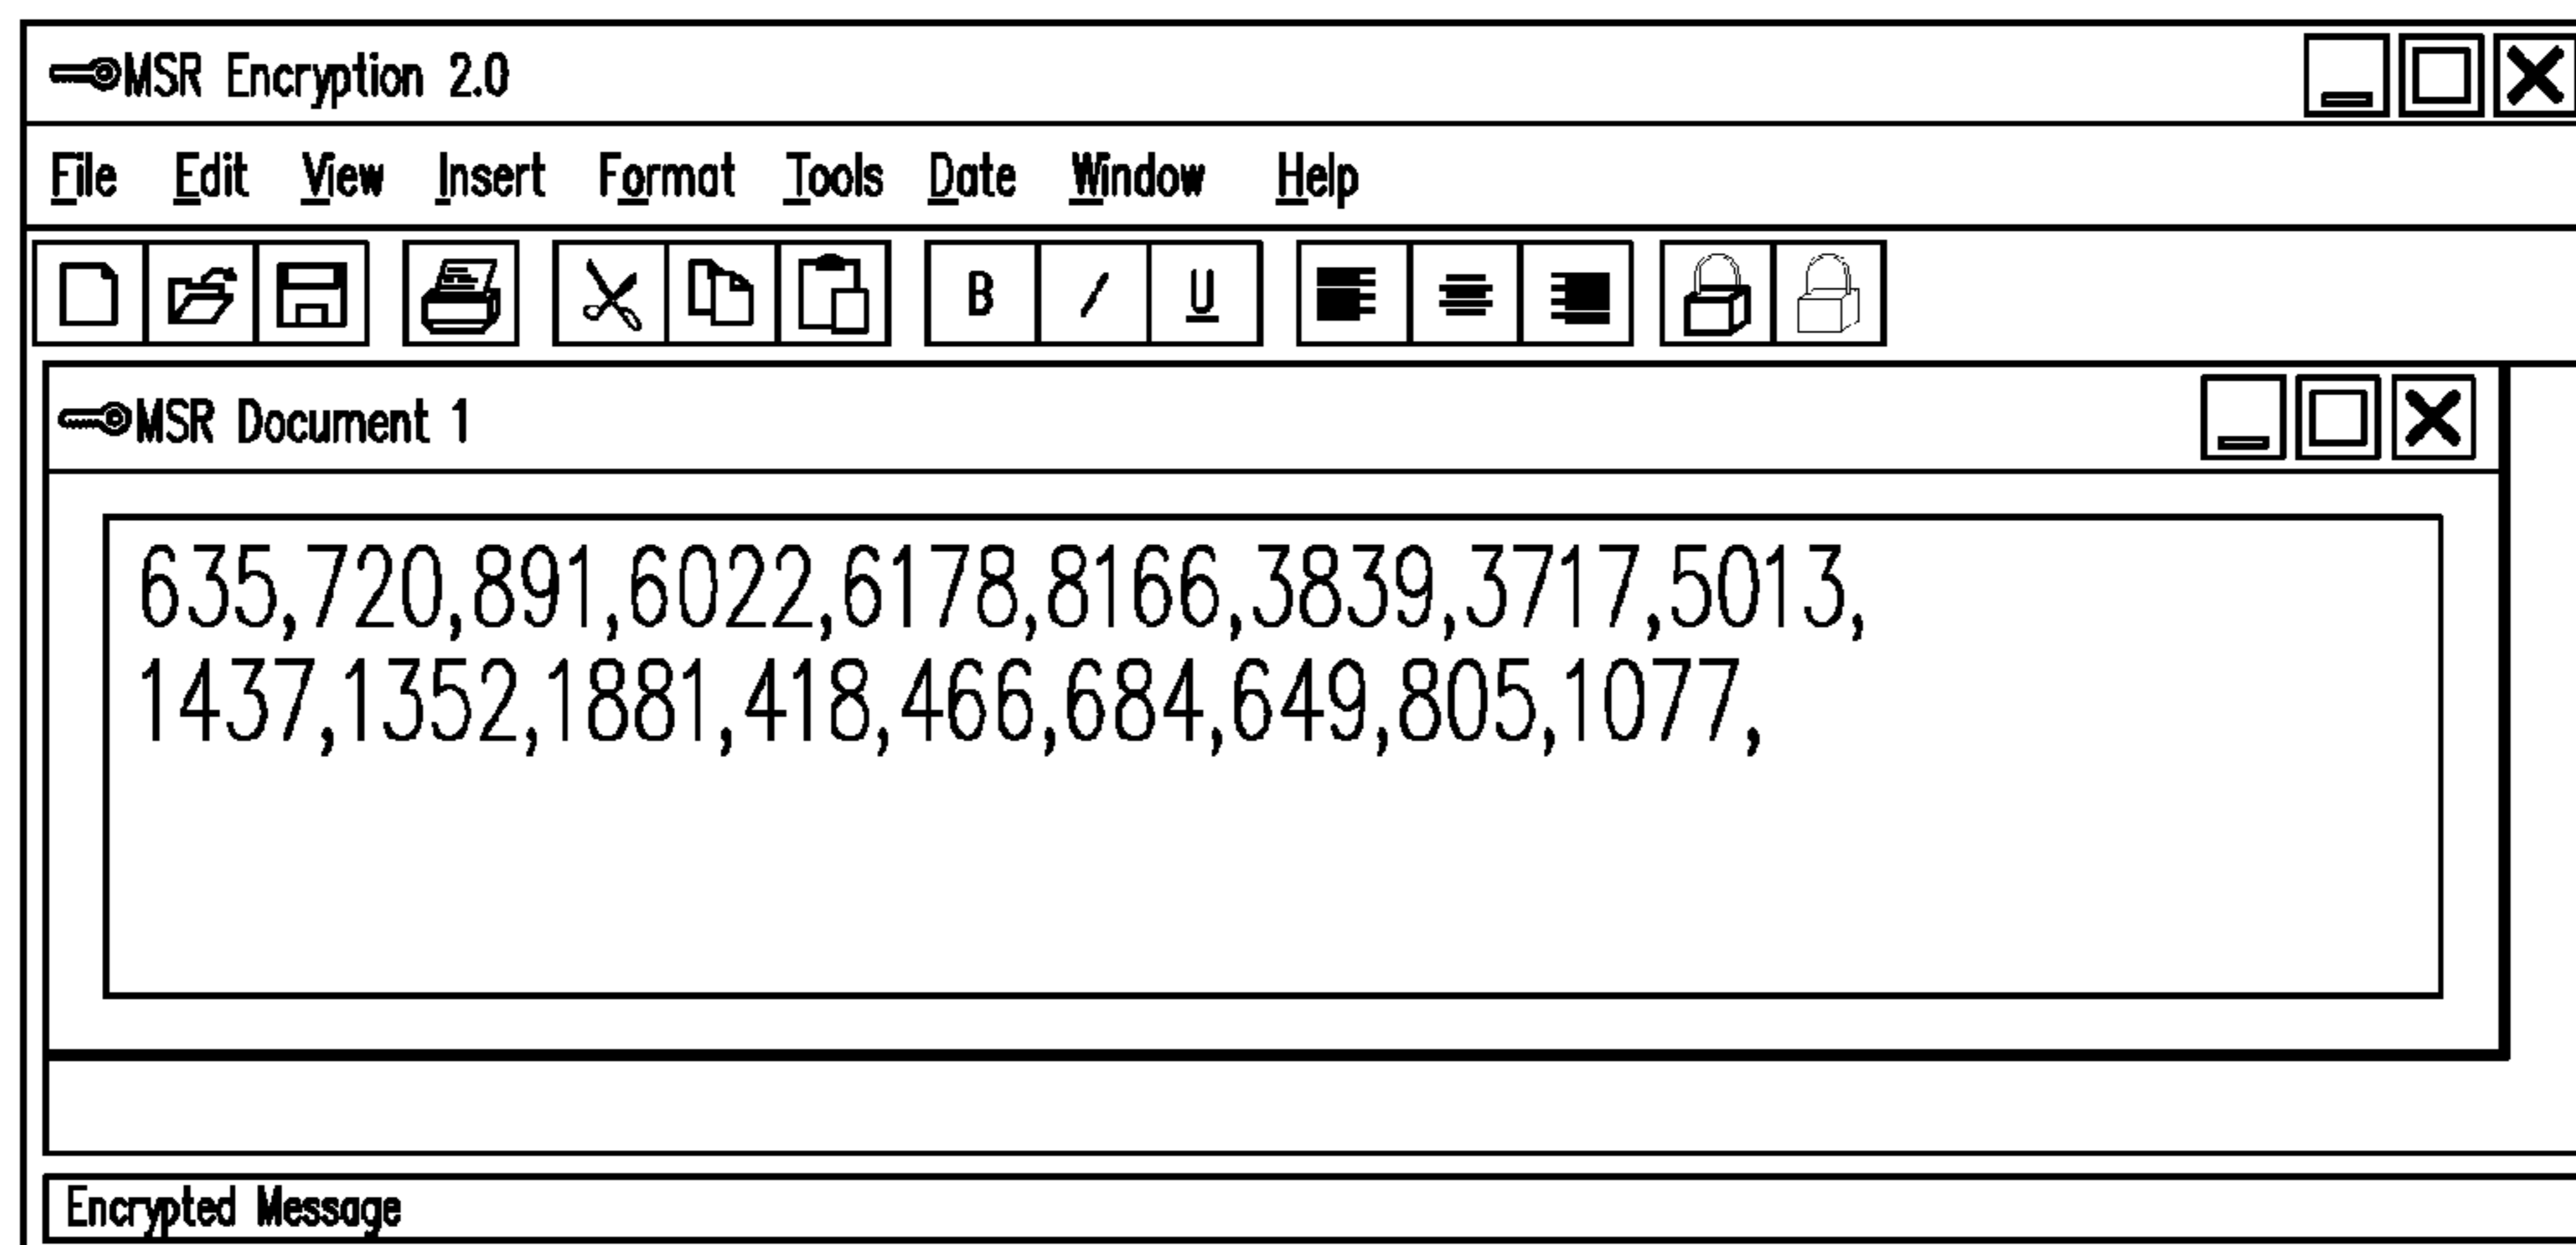 MSR Encryption 2.0
File Edit View Insert Format Tools Date Window Help
B / U
MSR Document 1
635,720,891,6022,6178,8166,3839,3717,5013,
1437,1352,1881,418,466,684,649,805,1077,
Encrypted Message